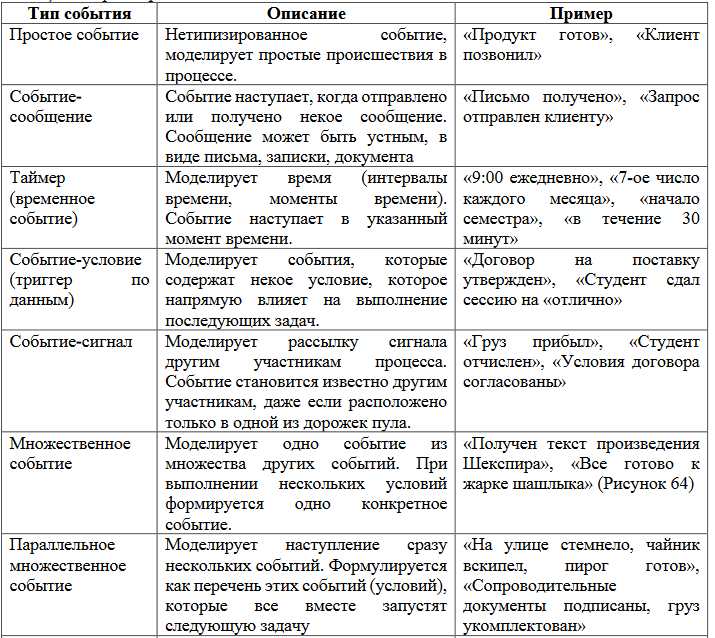 Тип события
Описание
Пример
Простое событие
Нетипизированное событие,
моделирует простые происшествия в
процессе.
«Продукт готов», «Клиент
позвонил»
Событие-
сообщение
Событие наступает, когда отправлено
или получено некое сообщение.
Сообщение может быть устным, в
виде письма, записки, документа
«Письмо получено», «Запрос
отправлен клиенту»
Таймер
(временное
событие)
Моделирует время (интервалы
времени, моменты времени).
Событие наступает в указанный
момент времени.
«9:00 ежедневно», «7-ое число
каждого месяца», «начало
семестра», «в течение 30
минут»
Событие-условие
(триггер по
данным)
Моделирует события, которые
содержат некое условие, которое
напрямую влияет на выполнение
последующих задач.
«Договор на поставку
утвержден», «Студент сдал
сессию на «отлично»
Событие-сигнал
Моделирует рассылку сигнала
другим участникам процесса.
Событие становится известно другим
участникам, даже если расположено
только в одной из дорожек пула.
«Груз прибыл», «Студент
отчислен», «Условия договора
согласованы»
Множественное
событие
Моделирует одно событие из
множества других событий. При
выполнении нескольких условий
формируется одно конкретное
событие.
«Получен текст произведения
Шекспира», «Все готово к
жарке шашлыка» (Рисунок 64)
Параллельное
множественное
событие
Моделирует наступление сразу
нескольких событий. Формулируется
как перечень этих событий (условий),
которые все вместе запустят
следующую задачу
«На улице стемнело, чайник
вскипел, пирог готов»,
«Сопроводительные
документы подписаны, груз
укомплектован»